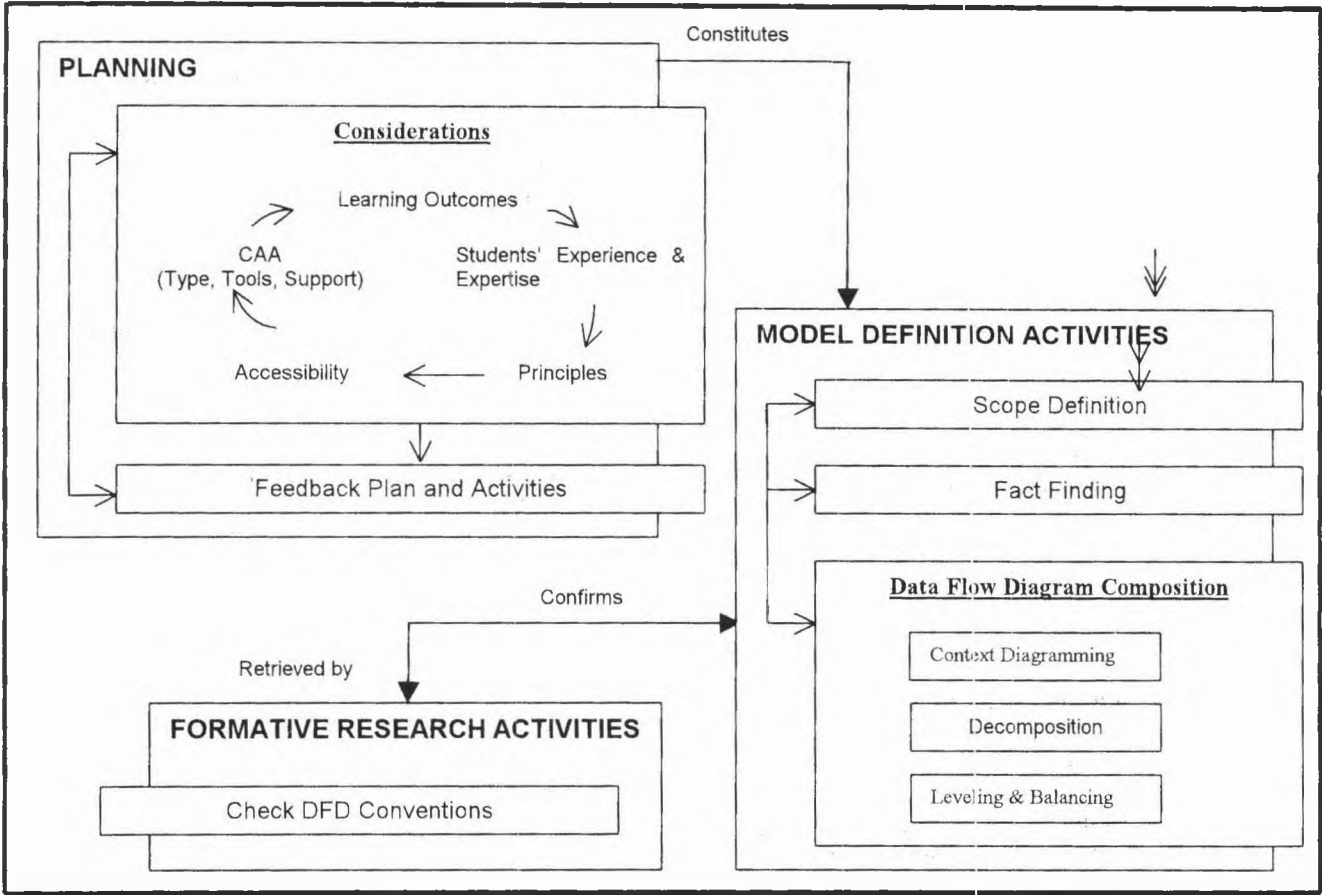 Constitutes
PLANNING
Considerations
Learning Outcomes
CAA
(Type, Tools, Support)
Students' Experience &
Expertise
Accessibility
Principles
Feedback Plan and Activities
MODEL DEFINITION ACTIVITIES
Scope Definition
Fact Finding
Data Flow Diagram Composition
Context Diagramming
Decomposition
Leveling & Balancing
Confirms
Retrieved by
FORMATIVE RESEARCH ACTIVITIES
Check DFD Conventions